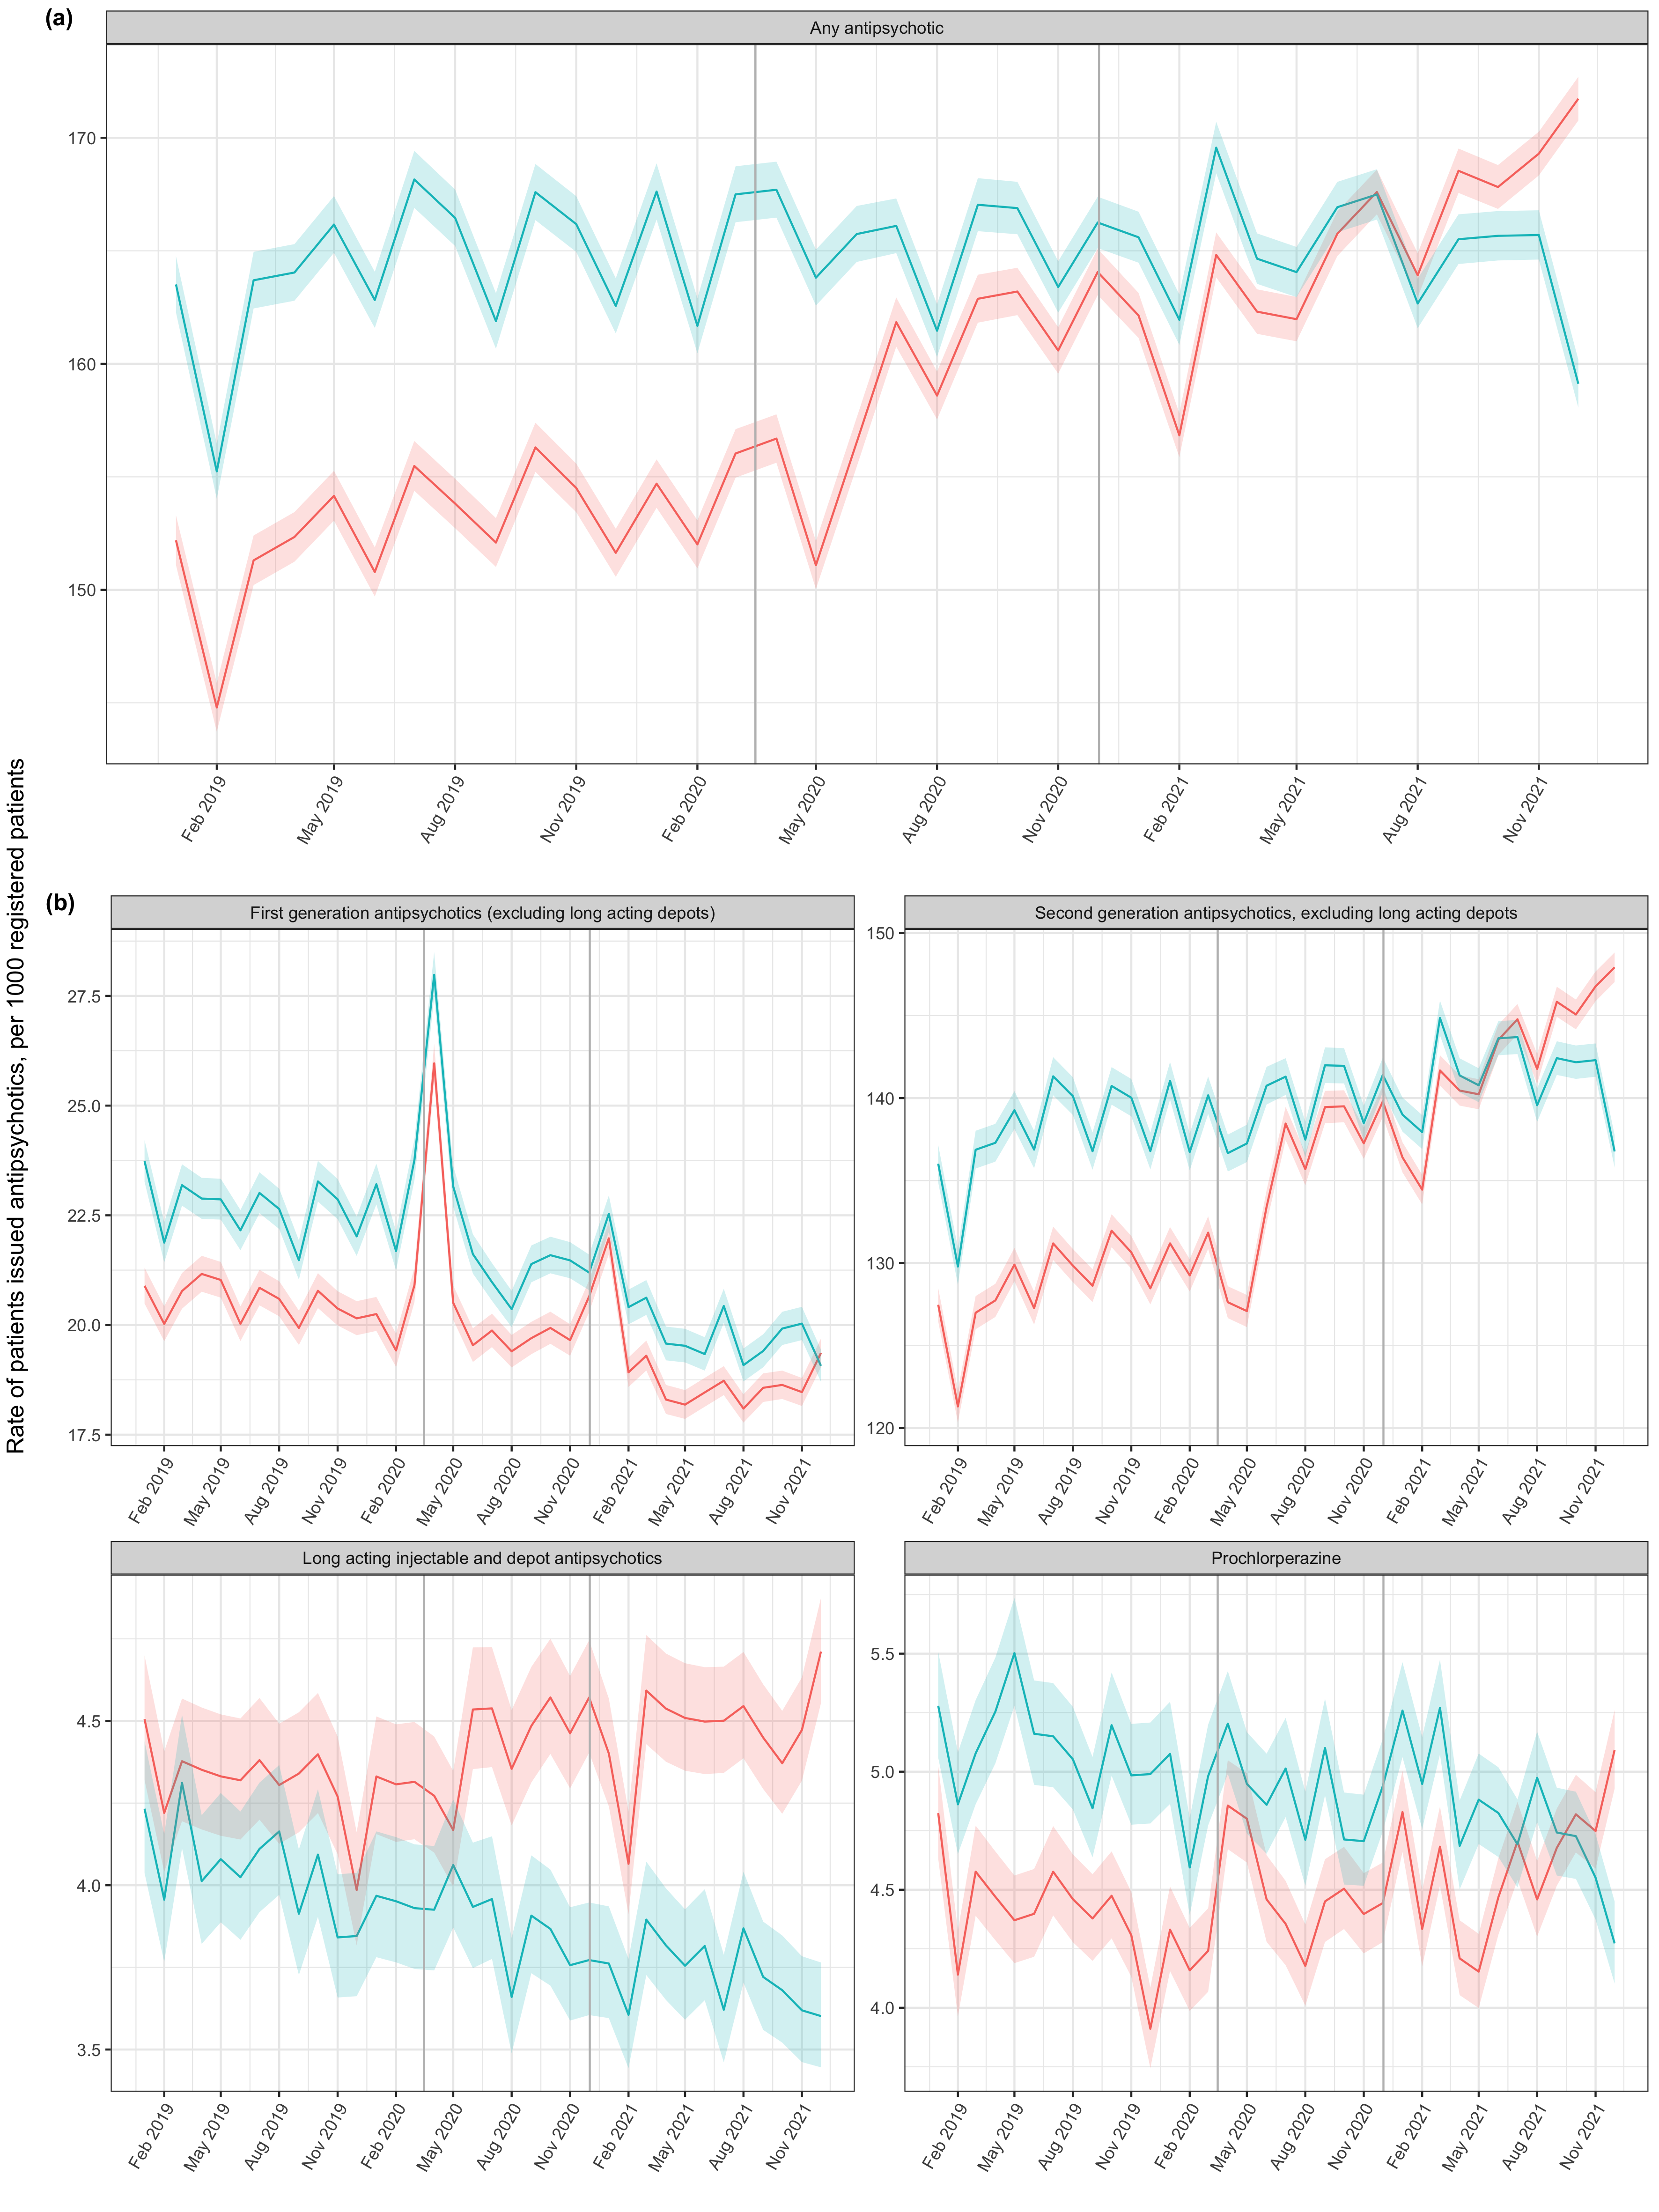 (a)
Any antipsychotic
170
160
150
Feb 2019
May 2019
Aug 2019
Nov 2019
Feb 2020
May 2020
Aug 2020
Nov 2020
Feb 2021
May 2021
Aug 2021
Nov 2021
Rate of patients issued antipsychotics, per 1000 registered patients
(b)
First generation antipsychotics (excluding long acting depots)
27.5
25.0
22.5
20.0
17.5
Feb 2019
May 2019
Aug 2019
Nov 2019
Feb 2020
May 2020
Aug 2020
Nov 2020
Feb 2021
May 2021
Aug 2021
Nov 2021
Second generation antipsychotics, excluding long acting depots
150
140
130
120
Feb 2019
May 2019
Aug 2019
Nov 2019
Feb 2020
May 2020
Aug 2020
Nov 2020
Feb 2021
May 2021
Aug 2021
Nov 2021
Long acting injectable and depot antipsychotics
4.5
4.0
3.5
Feb 2019
May 2019
Aug 2019
Nov 2019
Feb 2020
May 2020
Aug 2020
Nov 2020
Feb 2021
May 2021
Aug 2021
Nov 2021
Prochlorperazine
5.5
5.0
4.5
4.0
Feb 2019
May 2019
Aug 2019
Nov 2019
Feb 2020
May 2020
Aug 2020
Nov 2020
Feb 2021
May 2021
Aug 2021
Nov 2021